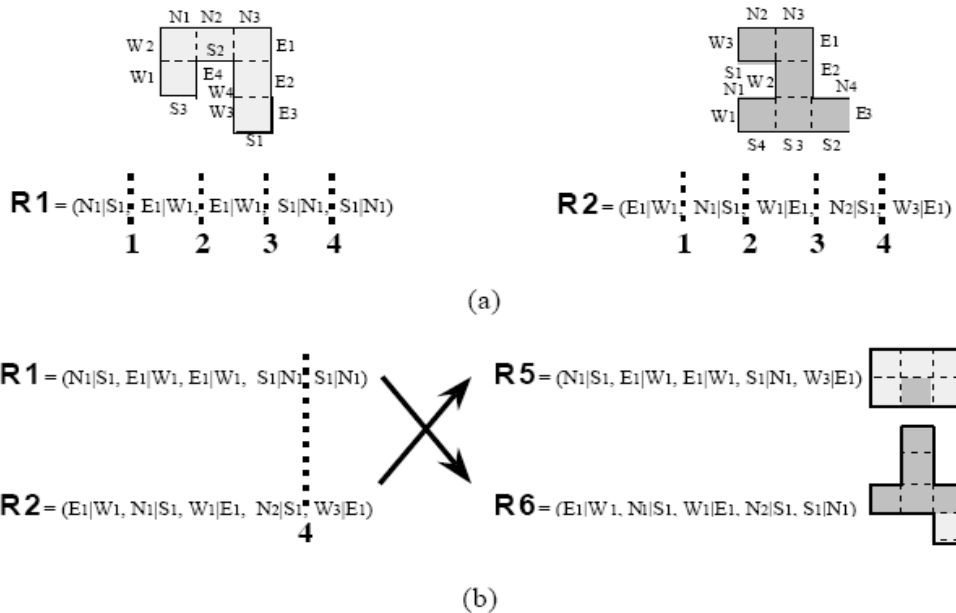 N1 N2 N3
W2 S2 E1
W1 E4 E2
W4
S3 W3 E3
S1
N2 N3
W3 E1
S1 W2 E2
N1 N4
W1 E3
S4 S3 S2
R1 = (N1|S1, E1|W1, E1|W1, S1|N1, S1|N1)
1 2 3 4
R2 = (E1|W1, N1|S1, W1|E1, N2|S1, W3|E1)
1 2 3 4
(a)
R1 = (N1|S1, E1|W1, E1|W1, S1|N1, S1|N1)
R5 = (N1|S1, E1|W1, E1|W1, S1|N1, W3|E1)
R2 = (E1|W1, N1|S1, W1|E1, N2|S1, W3|E1)
4
R6 = (E1|W1, N1|S1, W1|E1, N2|S1, S1|N1)
(b)